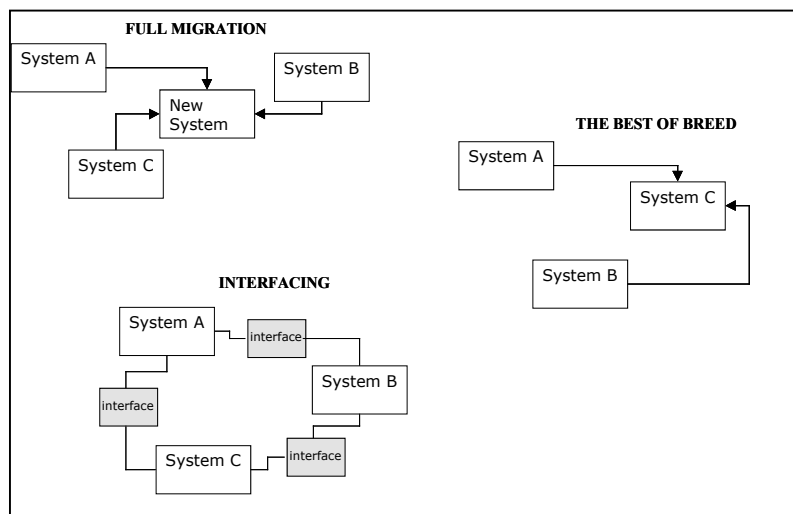 FULL MIGRATION
System A
System B
New
System
System C
THE BEST OF BREED
System A
System C
System B
INTERFACING
System A
interface
System B
interface
System C
interface